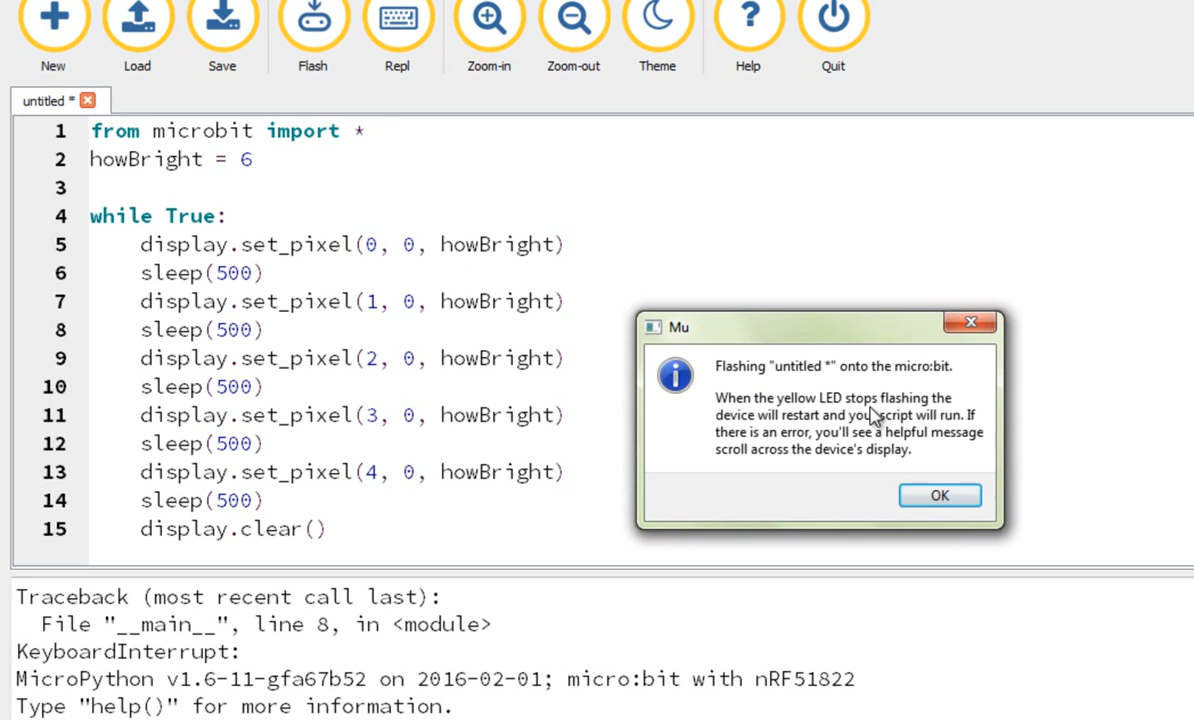 New Load Save Flash Repl Zoom-in Zoom-out Theme ? Help Quit
untitled *
1 from microbit import *
2 howBright = 6
3
4 while True:
5 display.set_pixel(0, 0, howBright)
6 sleep(500)
7 display.set_pixel(1, 0, howBright)
8 sleep(500)
9 display.set_pixel(2, 0, howBright)
10 sleep(500)
11 display.set_pixel(3, 0, howBright)
12 sleep(500)
13 display.set_pixel(4, 0, howBright)
14 sleep(500)
15 display.clear()
Mu
Flashing "untitled *" onto the micro:bit.
When the yellow LED stops flashing the
device will restart and your script will run. If
there is an error, you'll see a helpful message
scroll across the device's display.
OK
Traceback (most recent call last):
File "__main__", line 8, in <module>
KeyboardInterrupt:
MicroPython v1.6-11-gfa67b52 on 2016-02-01; micro:bit with nRF51822
Type "help()" for more information.